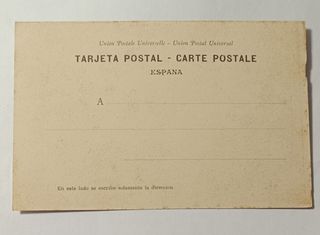 Union Postale Universelle - Union Postal Universal
TARJETA POSTAL - CARTE POSTALE
ESPAÑA
A
En este lado se escribe solamente la dirección